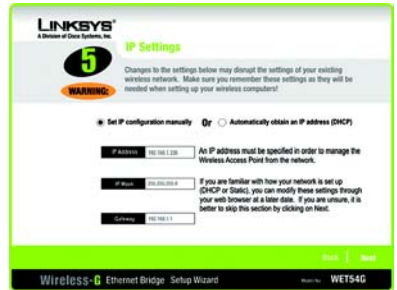 LINKSYS®
A Division of Cisco Systems, Inc.
5
IP Settings
WARNING:
Changes to the settings below may disrupt the settings of your existing
wireless network. Make sure you remember these settings as they will be
needed when setting up your wireless computers!
Set IP configuration manually Or Automatically obtain an IP address (DHCP)
IP Address 192.168.1.226
An IP address must be specified in order to manage the
Wireless Access Point from the network.
IP Mask 255.255.255.0
If you are familiar with how your network is set up
(DHCP or Static), you can modify these settings through
your web browser at a later date. If you are unsure, it is
better to skip this section by clicking on Next.
Gateway 192.168.1.1
Back Next
Wireless-G Ethernet Bridge Setup Wizard Model No. WET54G